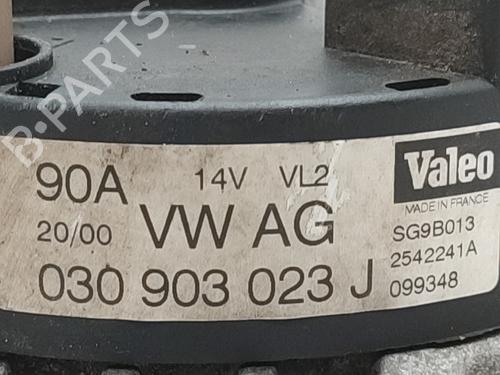 B-PARTS
90A 14V VL2
20/00 VW AG
030 903 023 J
Valeo
MADE IN FRANCE
SG9B013
2542241A
099348